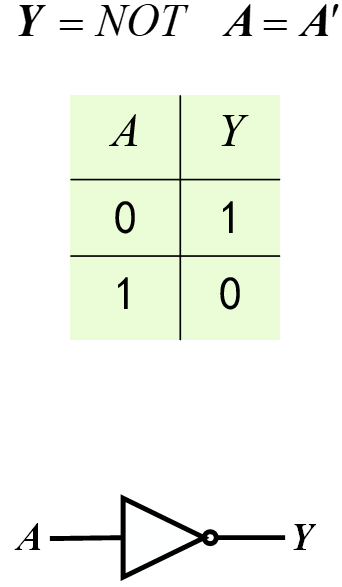 Y = NOT A = A′
A Y
0 1
1 0
A Y